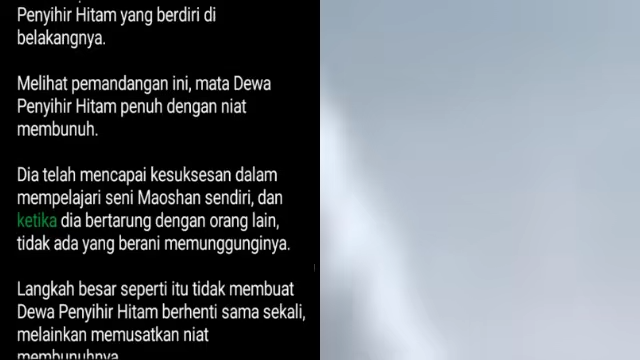 Penyihir Hitam yang berdiri di
belakangnya.
Melihat pemandangan ini, mata Dewa
Penyihir Hitam penuh dengan niat
membunuh.
Dia telah mencapai kesuksesan dalam
mempelajari seni Maoshan sendiri, dan
ketika dia bertarung dengan orang lain,
tidak ada yang berani memunggunginya.
Langkah besar seperti itu tidak membuat
Dewa Penyihir Hitam berhenti sama sekali,
melainkan memusatkan niat
membunuhnya